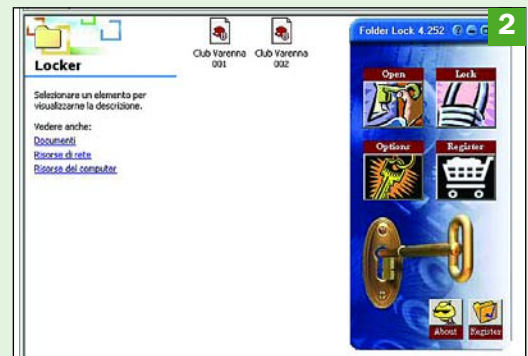 2
Locker
Selezionare un elemento per
visualizzarne la descrizione.
Vedere anche:
Documenti
Risorse di rete
Risorse del computer
Club Varenna
001
Club Varenna
002
Folder Lock 4.252
Open
Lock
Options
Register
About
Register